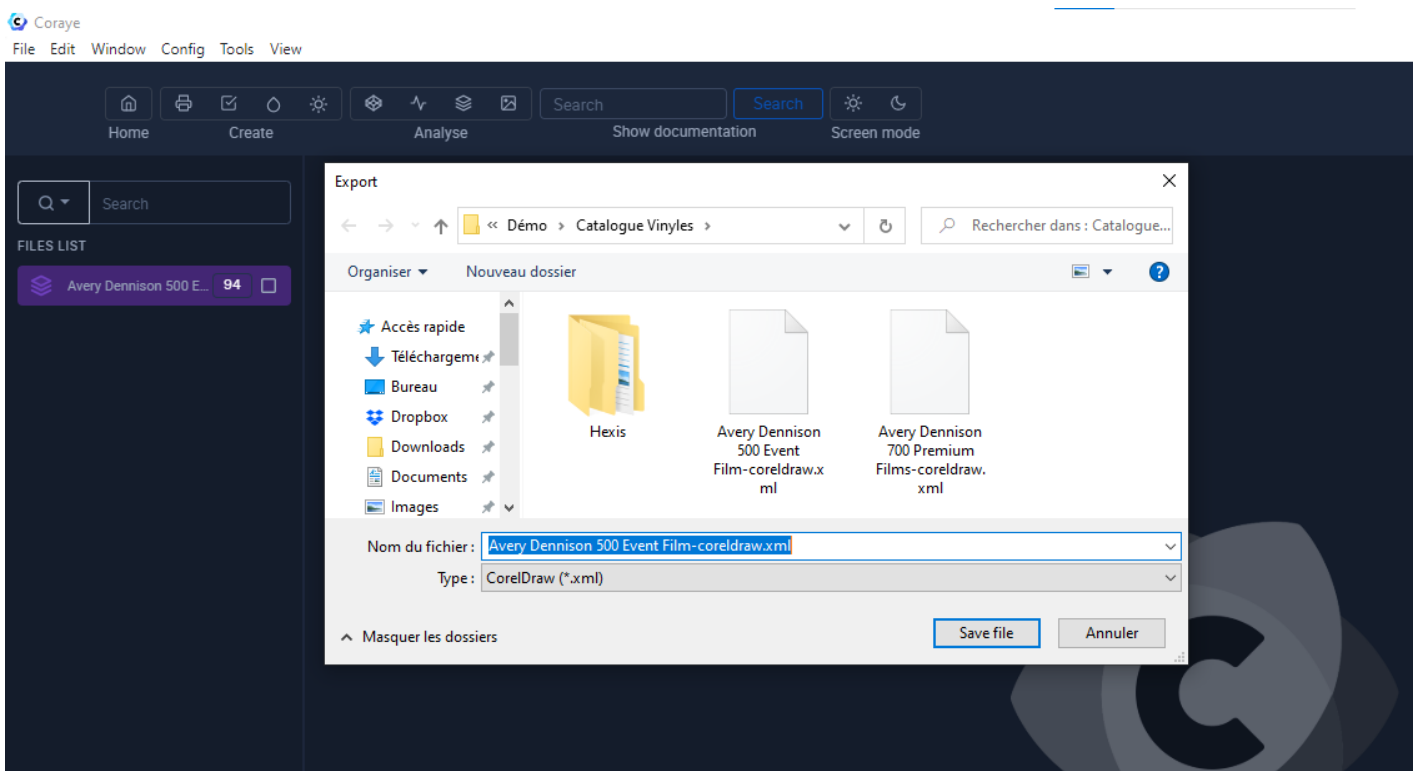 Coraye
File Edit Window Config Tools View
Search Search
Home Create Analyse Show documentation Screen mode
Search
FILES LIST
Avery Dennison 500 E... 94
Export
« Démo > Catalogue Vinyles >
Rechercher dans : Catalogue...
Organiser Nouveau dossier
?
Accès rapide
Téléchargeme
Bureau
Dropbox
Downloads
Documents
Images
Hexis
Avery Dennison
500 Event
Film-coreldraw.x
ml
Avery Dennison
700 Premium
Films-coreldraw.
xml
Nom du fichier : Avery Dennison 500 Event Film-coreldraw.xml
Type : CorelDraw (*.xml)
Masquer les dossiers
Save file Annuler